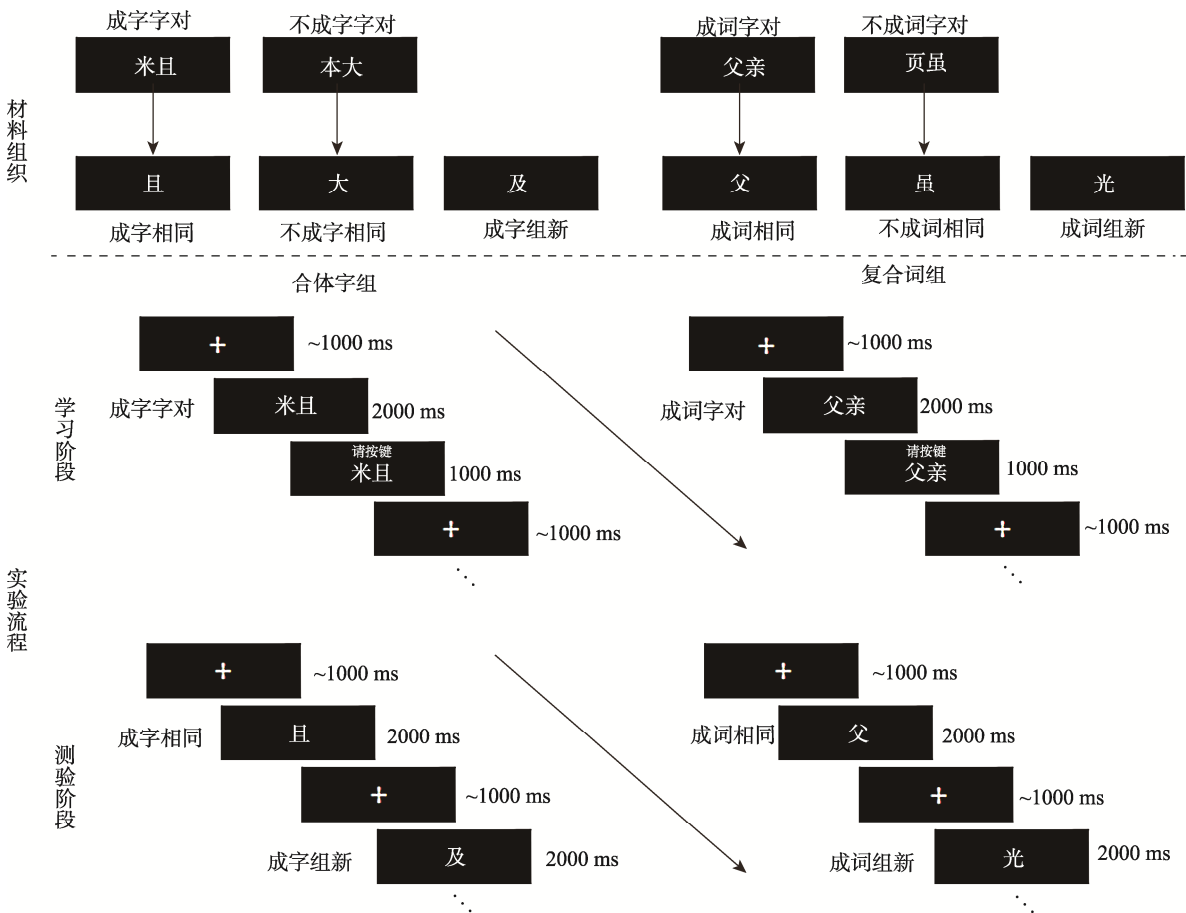 成字字对
不成字字对
成词字对
不成词字对
米且
本大
父亲
页虽
材料组织
且
大
及
父
虽
光
成字相同
不成字相同
成字组新
成词相同
不成词相同
成词组新
合体字组
复合词组
实验流程
学习阶段
+
~1000 ms
成字字对
米且
2000 ms
请按键
米且
1000 ms
+
~1000 ms
···
+
~1000 ms
成词字对
父亲
2000 ms
请按键
父亲
1000 ms
+
~1000 ms
···
测验阶段
+
~1000 ms
成字相同
且
2000 ms
+
~1000 ms
成字组新
及
2000 ms
···
+
~1000 ms
成词相同
父
2000 ms
+
~1000 ms
成词组新
光
2000 ms
···